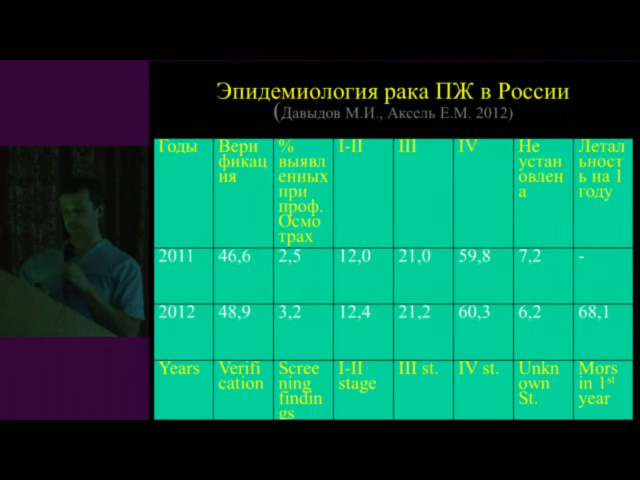 Эпидемиология рака ПЖ в России
(Давыдов М.И., Аксель Е.М. 2012)
Годы Вери % I-II III IV Не Летал
фикац выявл устан ьност
ия енных овлен ь на 1
при а году
проф.
Осмо
трах
2011 46,6 2,5 12,0 21,0 59,8 7,2 -
2012 48,9 3,2 12,4 21,2 60,3 6,2 68,1
Years Verifi Scree I-II III st. IV st. Unkn Mors
cation ning stage own in 1st
findin St. year
gs